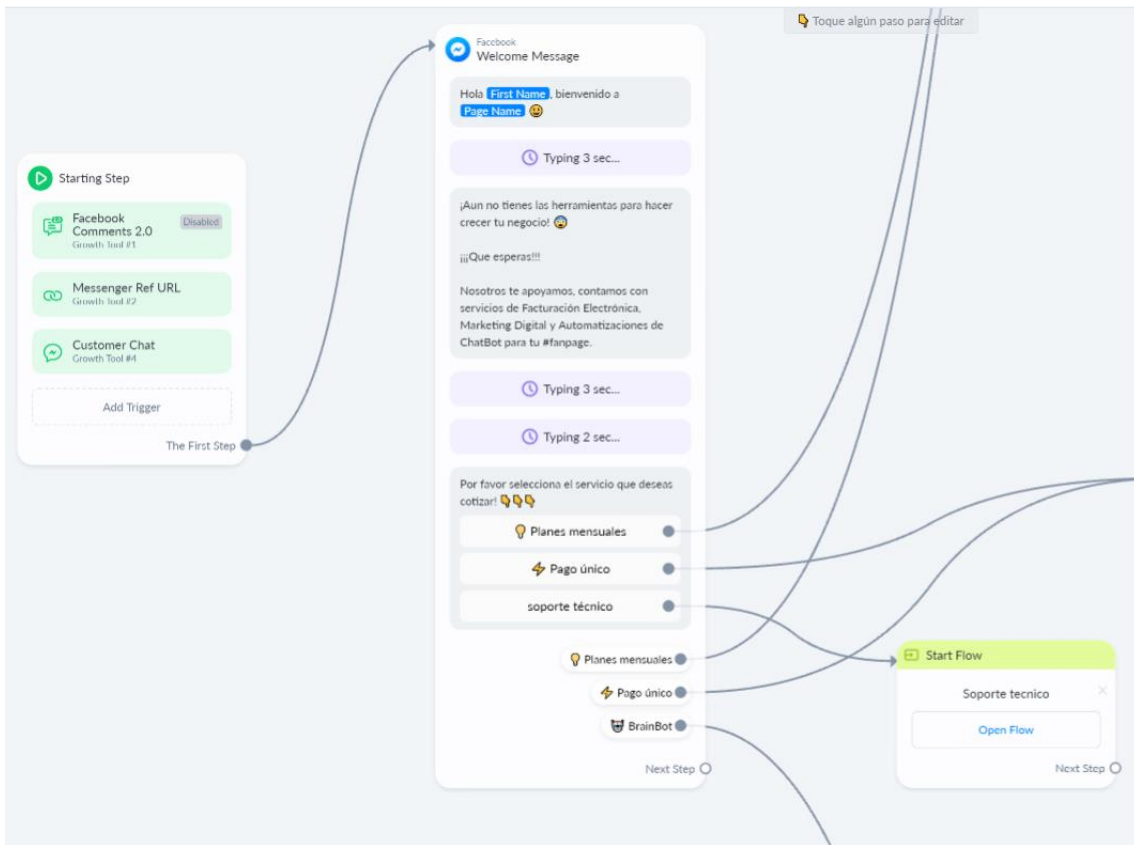 👇 Toque algún paso para editar
Starting Step
Facebook
Comments 2.0
Disabled
Growth Tool #1
Messenger Ref URL
Growth Tool #2
Customer Chat
Growth Tool #4
Add Trigger
The First Step
Facebook
Welcome Message
Hola First Name, bienvenido a
Page Name 😃
Typing 3 sec...
¡Aun no tienes las herramientas para hacer
crecer tu negocio! 😨
¡¡¡Que esperas!!!
Nosotros te apoyamos, contamos con
servicios de Facturación Electrónica,
Marketing Digital y Automatizaciones de
ChatBot para tu #fanpage.
Typing 3 sec...
Typing 2 sec...
Por favor selecciona el servicio que deseas
cotizar! 👇👇👇
💡 Planes mensuales
⚡ Pago único
soporte técnico
💡 Planes mensuales
⚡ Pago único
BrainBot
Next Step
Start Flow
Soporte tecnico
Open Flow
Next Step